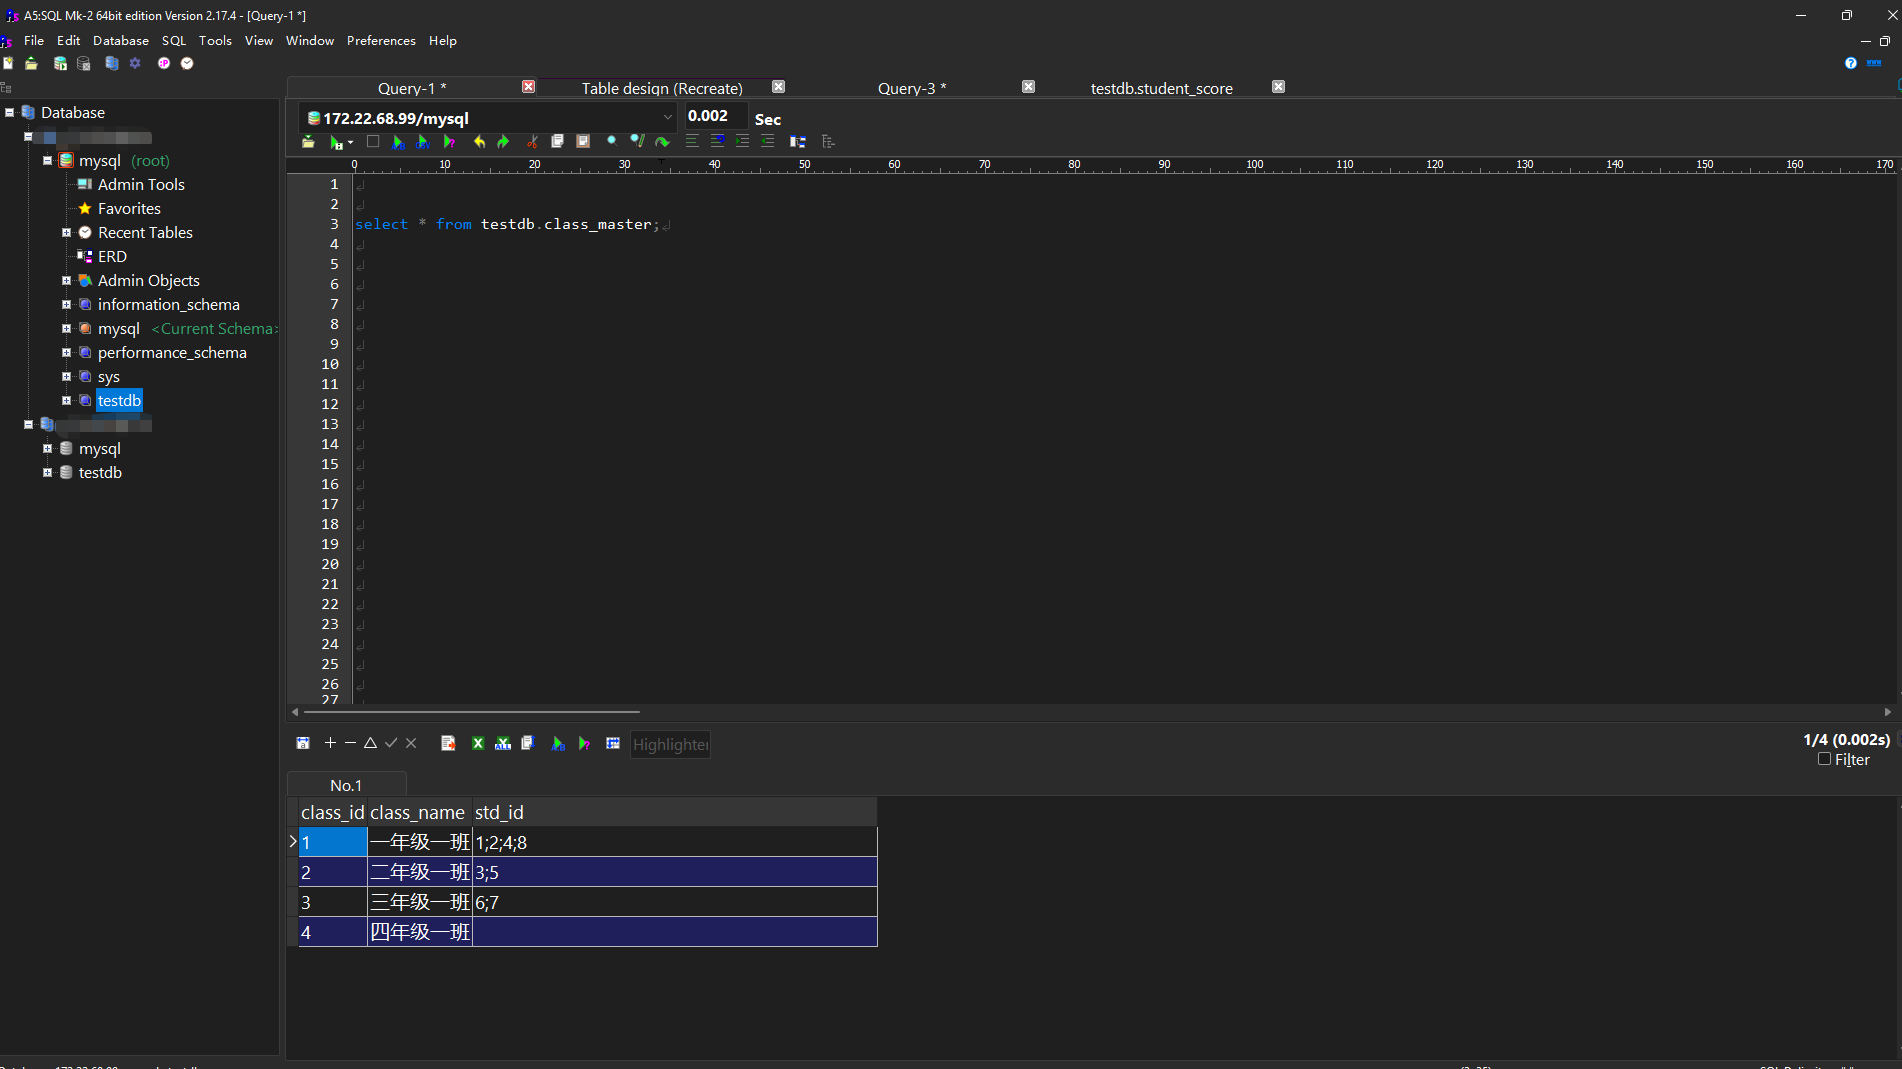 A5:SQL Mk-2 64bit edition Version 2.17.4 - [Query-1 *]
File Edit Database SQL Tools View Window Preferences Help
Query-1 * Table design (Recreate) Query-3 * testdb.student_score
Database
mysql (root)
Admin Tools
Favorites
Recent Tables
ERD
Admin Objects
information_schema
mysql <Current Schema>
performance_schema
sys
testdb
mysql
testdb
172.22.68.99/mysql 0.002 Sec
0 10 20 30 40 50 60 70 80 90 100 110 120 130 140 150 160 170
1
2
3 select * from testdb.class_master;
4
5
6
7
8
9
10
11
12
13
14
15
16
17
18
19
20
21
22
23
24
25
26
27
Highlighter
1/4 (0.002s)
Filter
No.1
class_id class_name std_id
1 一年级一班 1;2;4;8
2 二年级一班 3;5
3 三年级一班 6;7
4 四年级一班